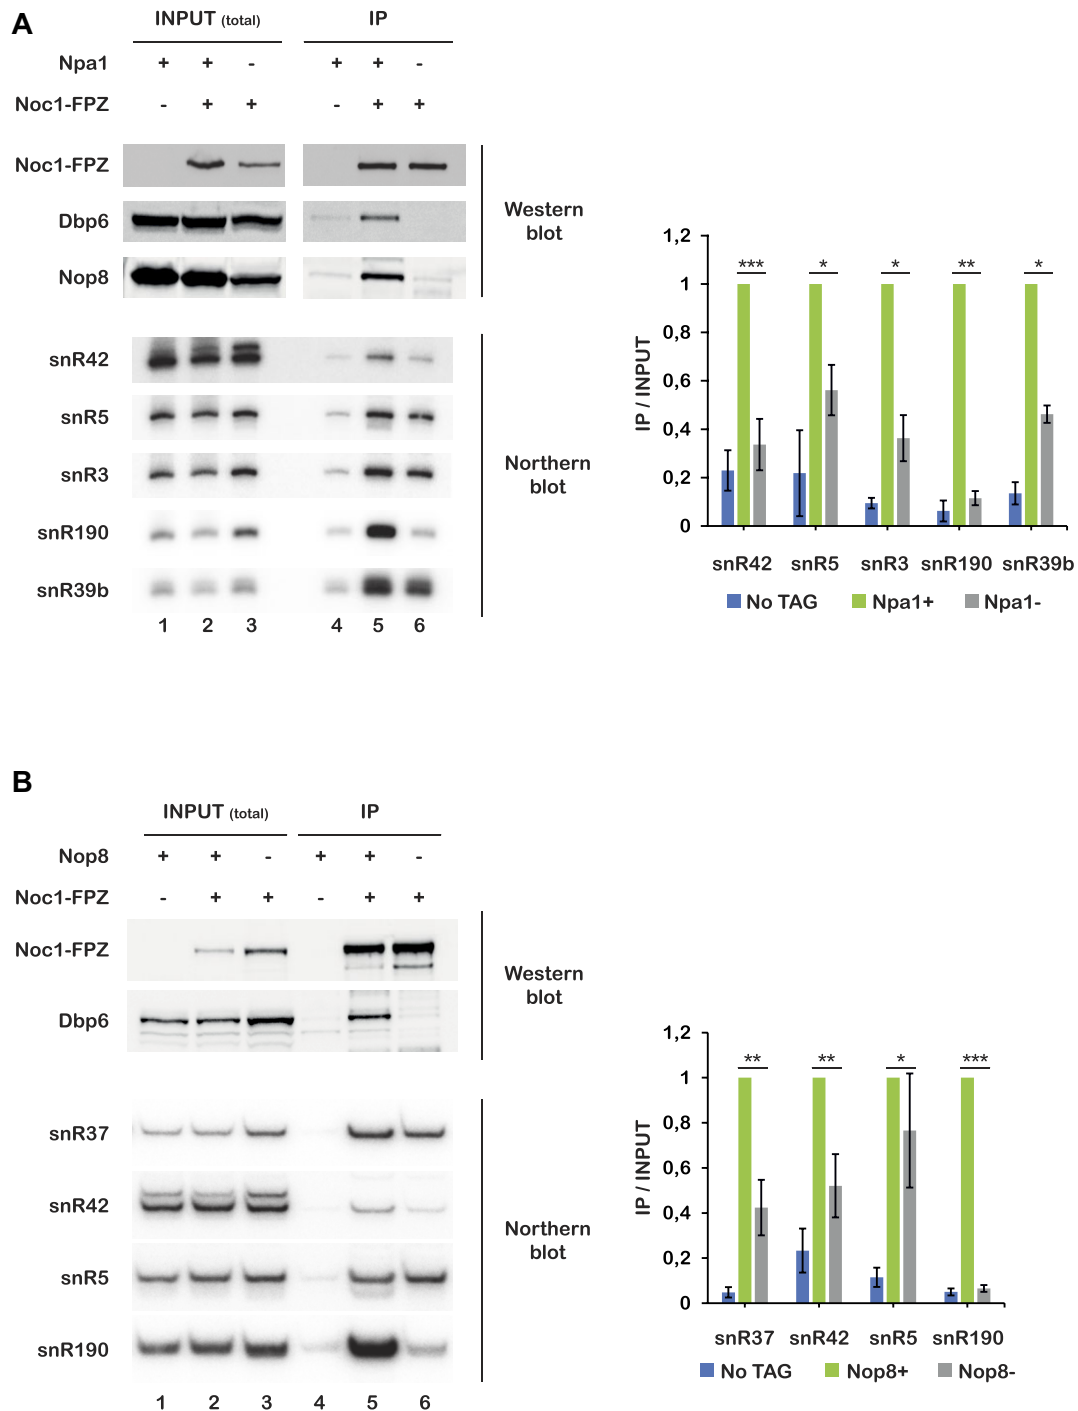 A
INPUT (total) IP
Npa1 + + - + + -
Noc1-FPZ - + + - + +
Noc1-FPZ
Dbp6
Nop8
Western
blot
snR42
snR5
snR3
snR190
snR39b
Northern
blot
1 2 3 4 5 6
IP / INPUT
1,2
1
0,8
0,6
0,4
0,2
0
*** * * ** *
snR42 snR5 snR3 snR190 snR39b
No TAG Npa1+ Npa1-
B
INPUT (total) IP
Nop8 + + - + + -
Noc1-FPZ - + + - + +
Noc1-FPZ
Dbp6
Western
blot
snR37
snR42
snR5
snR190
Northern
blot
1 2 3 4 5 6
IP / INPUT
1,2
1
0,8
0,6
0,4
0,2
0
** ** * ***
snR37 snR42 snR5 snR190
No TAG Nop8+ Nop8-